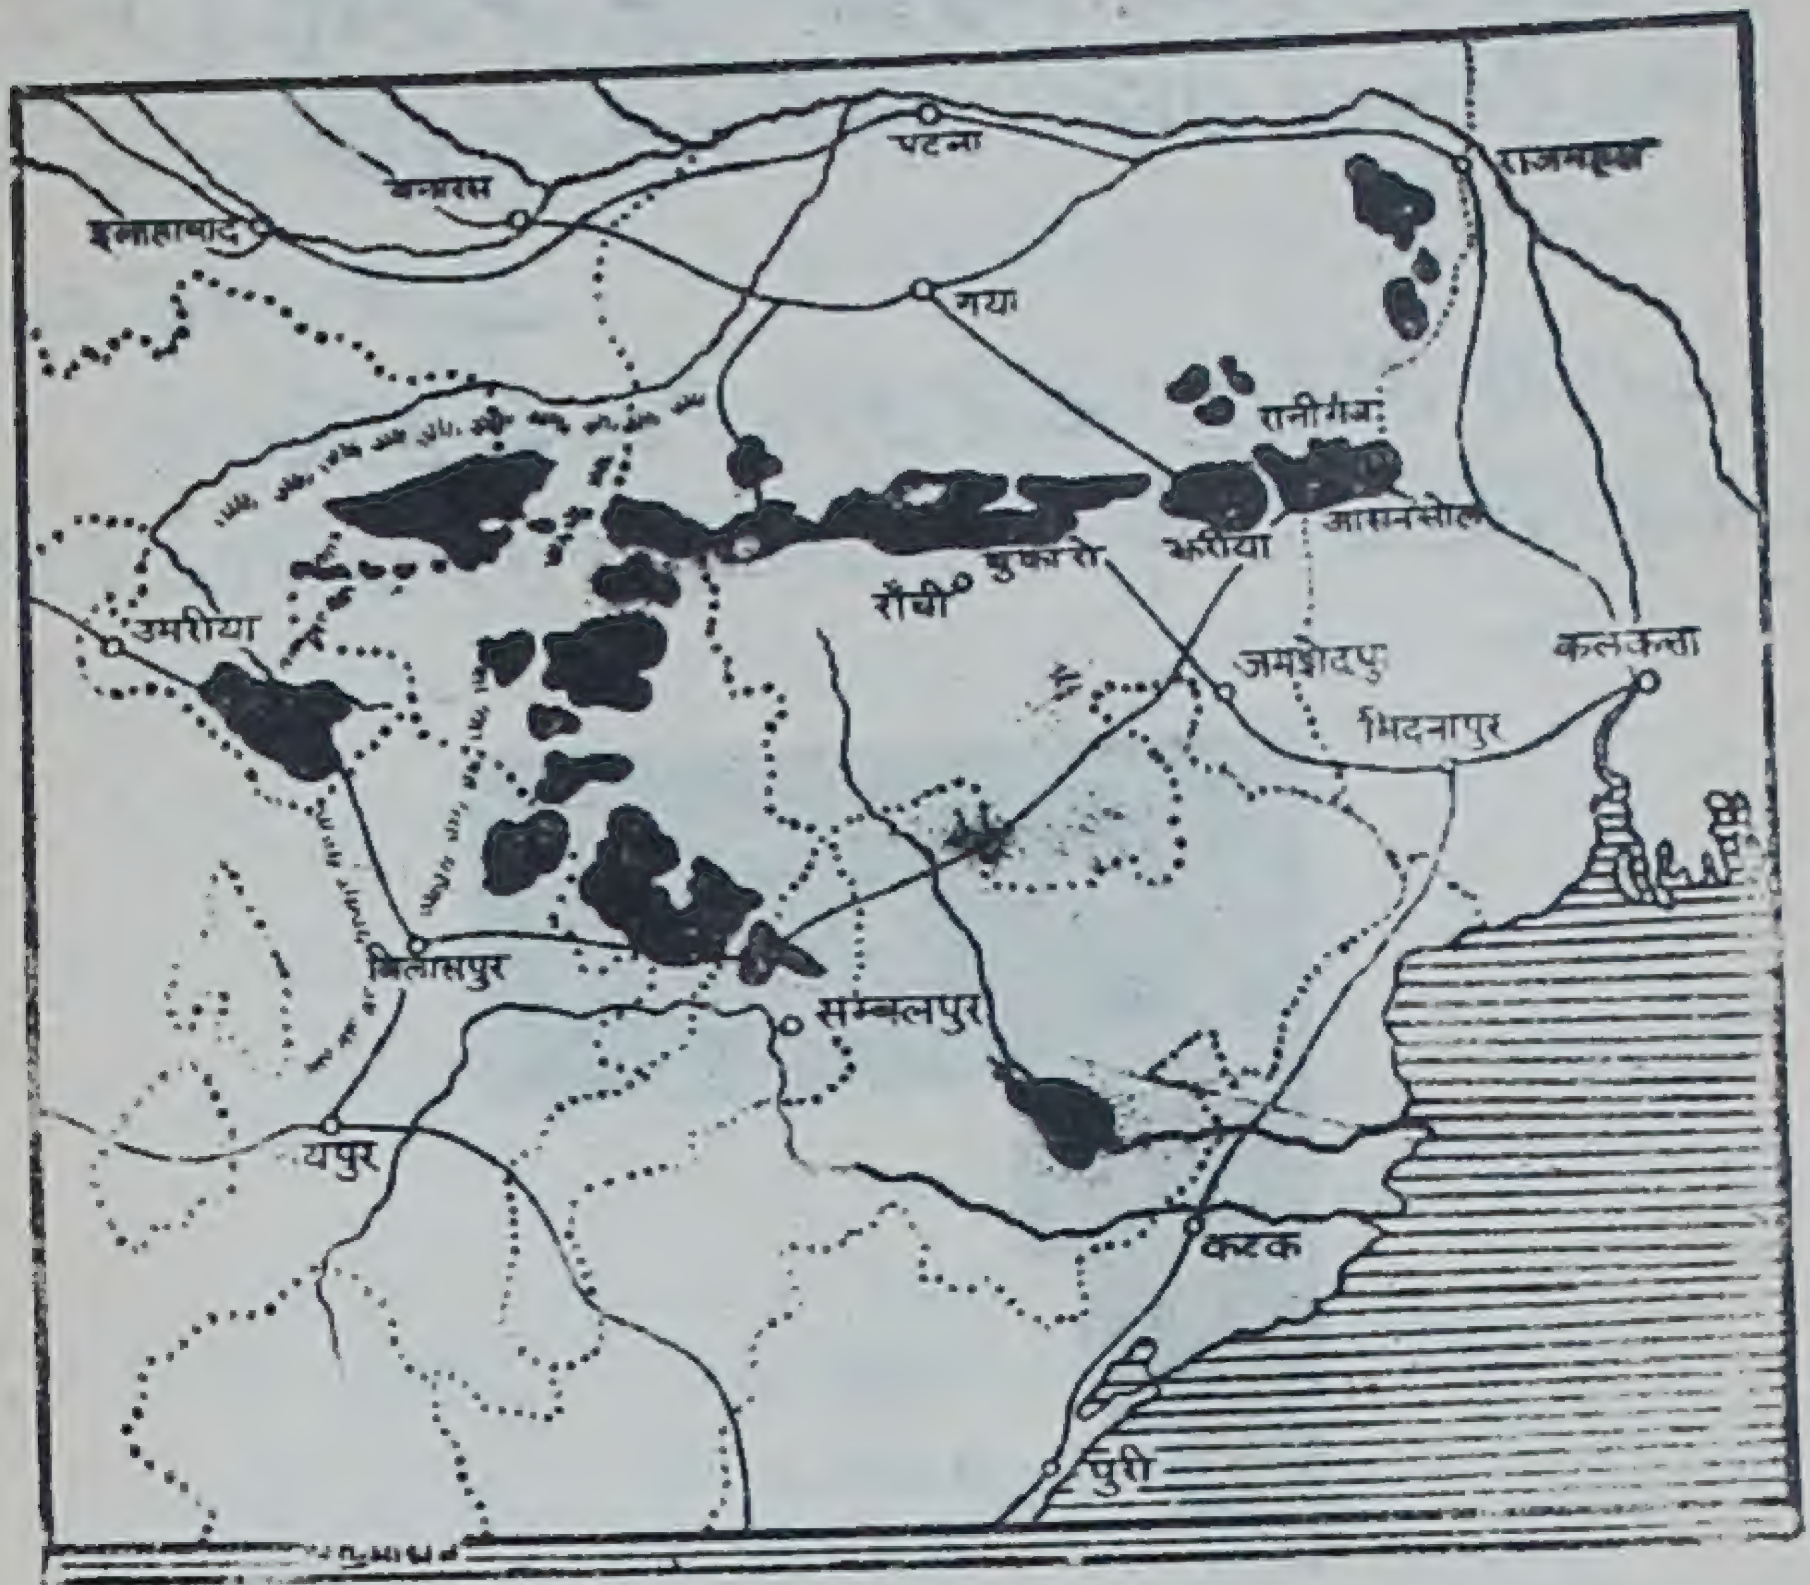 पटना
राजमहल
बनारस
इलाहाबाद
गया
रानीगंज
आसनसोल
बुकारो
झरीया
राँची
उमरीया
कलकत्ता
जमशेदपु
मिदनापुर
बिलासपुर
सम्बलपुर
यपुर
कटक
पुरी